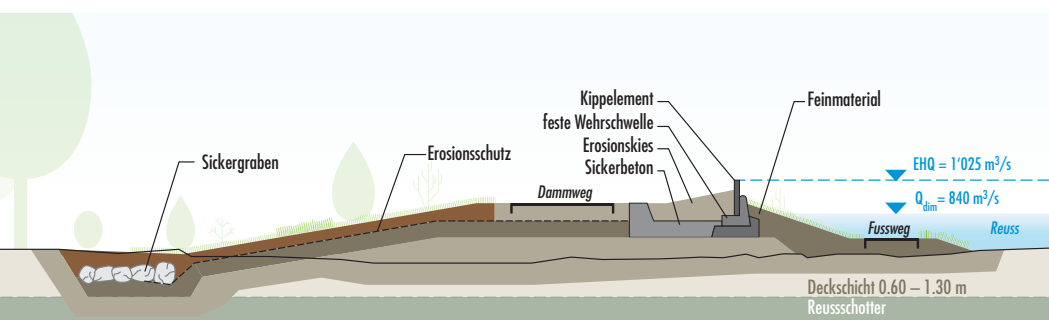 Kippelement
feste Wehrschwelle
Erosionskies
Sickerbeton
Feinmaterial
Sickergraben
Erosionsschutz
Dammweg
EHQ = 1‘025 m³/s
Qdim= 840 m³/s
Fussweg
Reuss
Deckschicht 0.60 – 1.30 m
Reussschotter